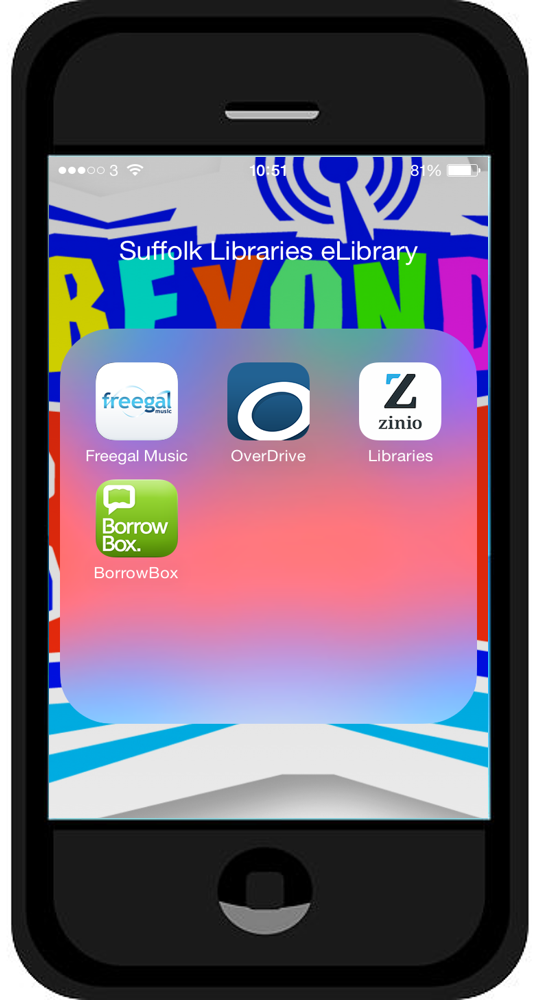 3 10:51 81%
Suffolk Libraries eLibrary
BEYOND
freegal
music
Z
zinio
Freegal Music OverDrive Libraries
Borrow
Box.
BorrowBox